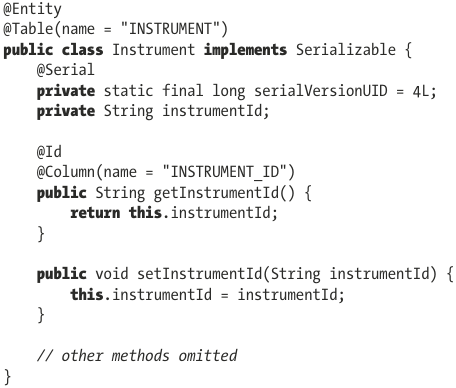 @Entity
@Table(name = "INSTRUMENT")
public class Instrument implements Serializable {
    @Serial
    private static final long serialVersionUID = 4L;
    private String instrumentId;

    @Id
    @Column(name = "INSTRUMENT_ID")
    public String getInstrumentId() {
        return this.instrumentId;
    }

    public void setInstrumentId(String instrumentId) {
        this.instrumentId = instrumentId;
    }

    // other methods omitted
}